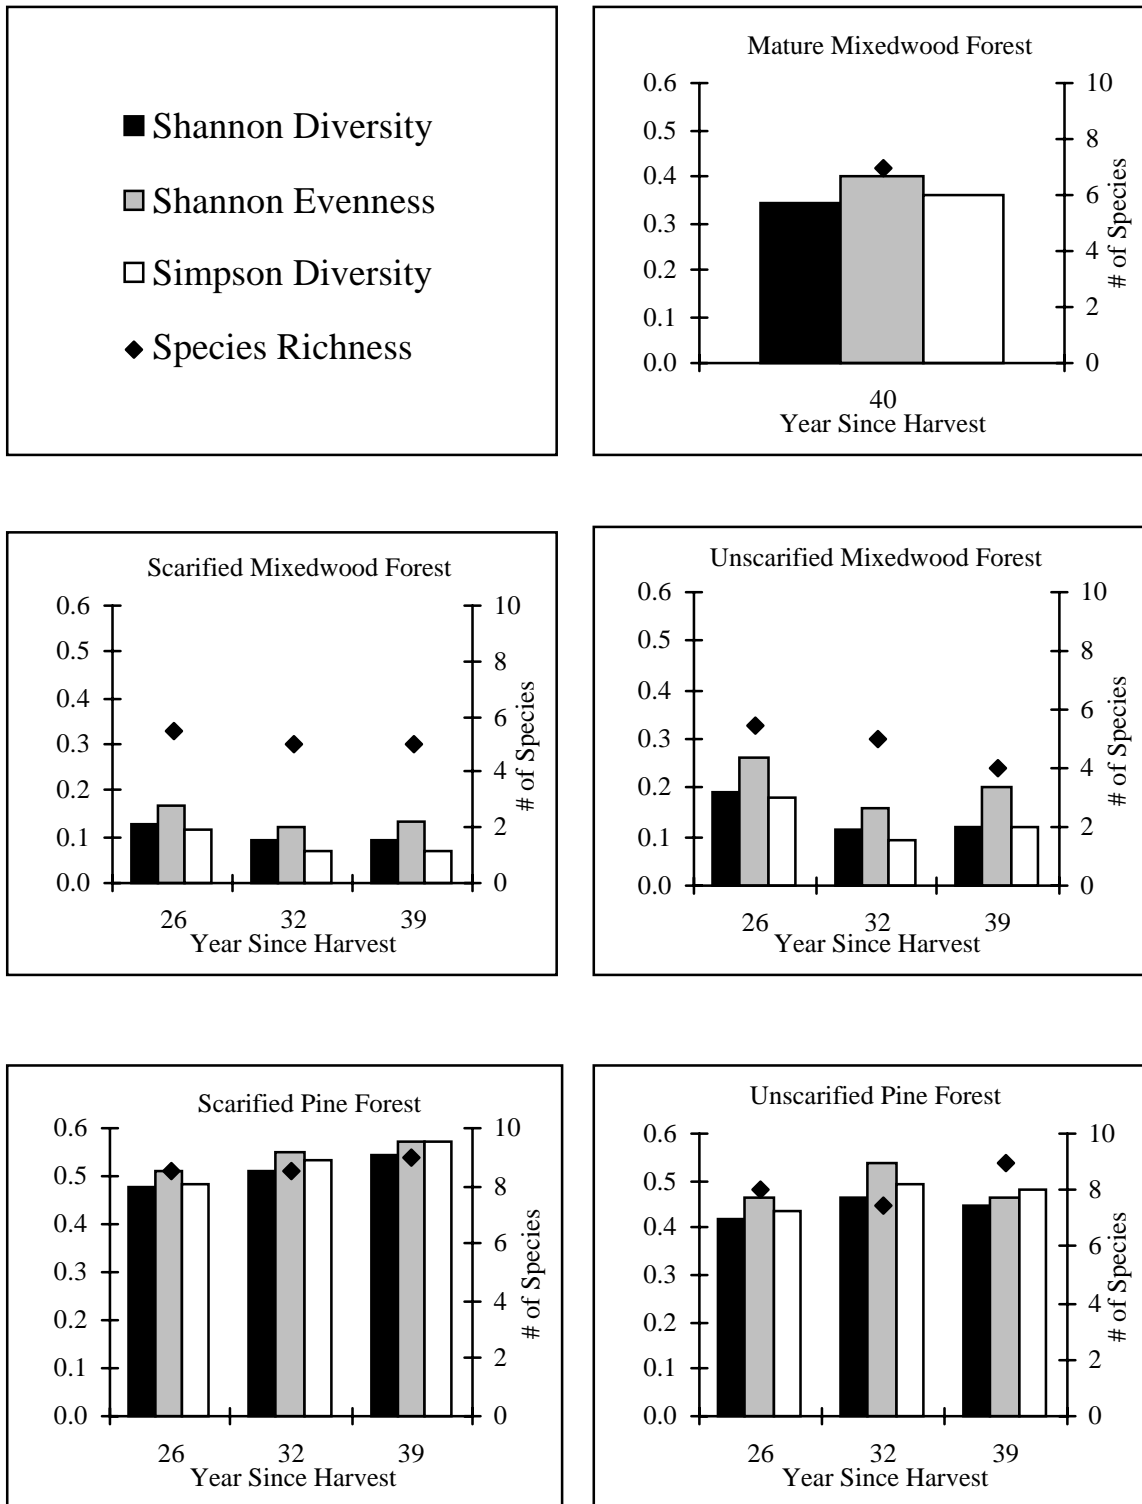 Shannon Diversity
Shannon Evenness
Simpson Diversity
Species Richness
Mature Mixedwood Forest
0.6
0.5
0.4
0.3
0.2
0.1
0.0
10
8
6
4
2
0
# of Species
40
Year Since Harvest
Scarified Mixedwood Forest
0.6
0.5
0.4
0.3
0.2
0.1
0.0
10
8
6
4
2
0
# of Species
26 32 39
Year Since Harvest
Unscarified Mixedwood Forest
0.6
0.5
0.4
0.3
0.2
0.1
0.0
10
8
6
4
2
0
# of Species
26 32 39
Year Since Harvest
Scarified Pine Forest
0.6
0.5
0.4
0.3
0.2
0.1
0.0
10
8
6
4
2
0
# of Species
26 32 39
Year Since Harvest
Unscarified Pine Forest
0.6
0.5
0.4
0.3
0.2
0.1
0.0
10
8
6
4
2
0
# of Species
26 32 39
Year Since Harvest